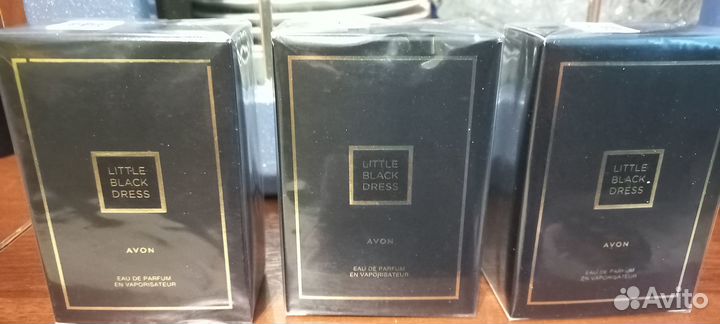 LITTLE
BLACK
DRESS
AVON
EAU DE PARFUM
EN VAPORISATEUR
LITTLE
BLACK
DRESS
AVON
EAU DE PARFUM
EN VAPORISATEUR
LITTLE
BLACK
DRESS
AVON
EAU DE PARFUM
EN VAPORISATEUR
Avito